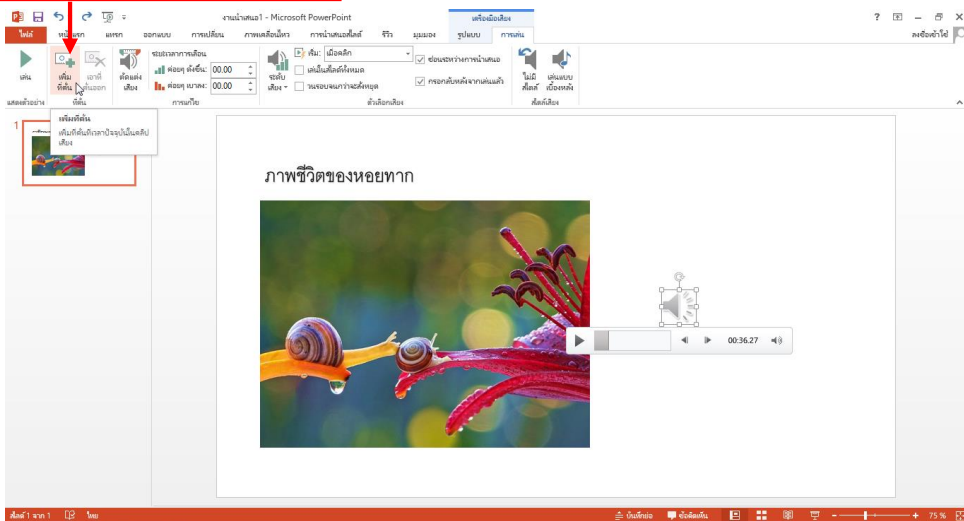 งานนำเสนอ1 - Microsoft PowerPoint
เครื่องมือเสียง
ไฟล์ หน้าแรก แทรก ออกแบบ การเปลี่ยน ภาพเคลื่อนไหว การนำเสนอสไลด์ รีวิว มุมมอง รูปแบบ การเล่น
ลงชื่อเข้าใช้
เล่น
เพิ่มที่คั่น
เอาที่คั่นออก
ตัดแต่งเสียง
ระยะเวลาการเลือน
ค่อยๆ ดังขึ้น: 00.00
ค่อยๆ เบาลง: 00.00
ระดับเสียง
เริ่ม: เมื่อคลิก
เล่นในสไลด์ทั้งหมด
วนรอบจนกว่าจะสั่งหยุด
ซ่อนระหว่างการนำเสนอ
กรอกลับหลังจากเล่นแล้ว
ไม่มีสไตล์
เล่นแบบเบื้องหลัง
แสดงตัวอย่าง ที่คั่น การแก้ไข ตัวเลือกเสียง สไตล์เสียง
เพิ่มที่คั่น
เพิ่มที่คั่นที่เวลาปัจจุบันในคลิป
เสียง
1
ภาพชีวิตของหอยทาก
00:36.27
สไลด์ 1 จาก 1 ไทย บันทึกย่อ ข้อคิดเห็น 75 %